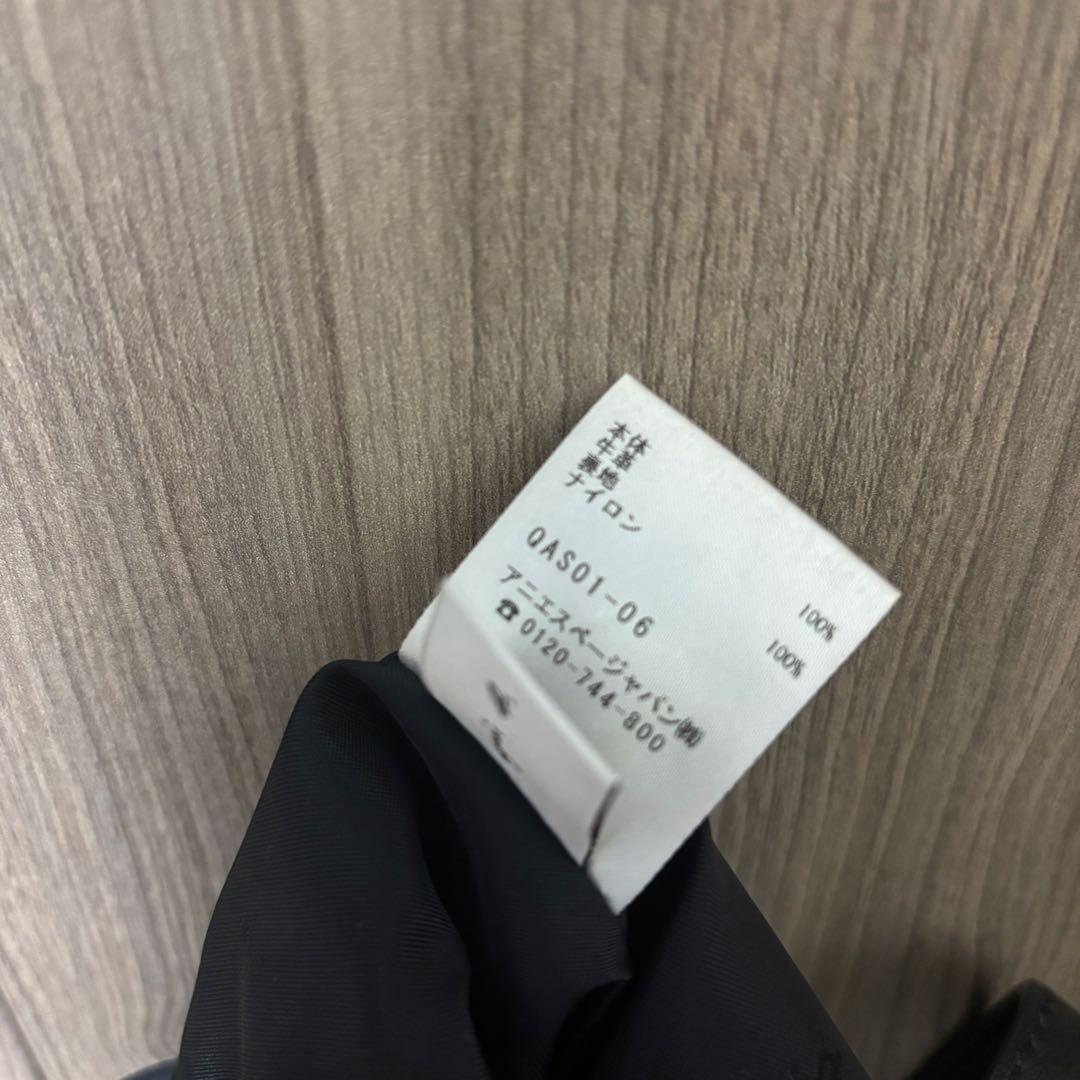 本体
牛革 100%
裏地
ナイロン 100%
QAS01-06
アニエスベージャパン㈱
☎0120-744-800